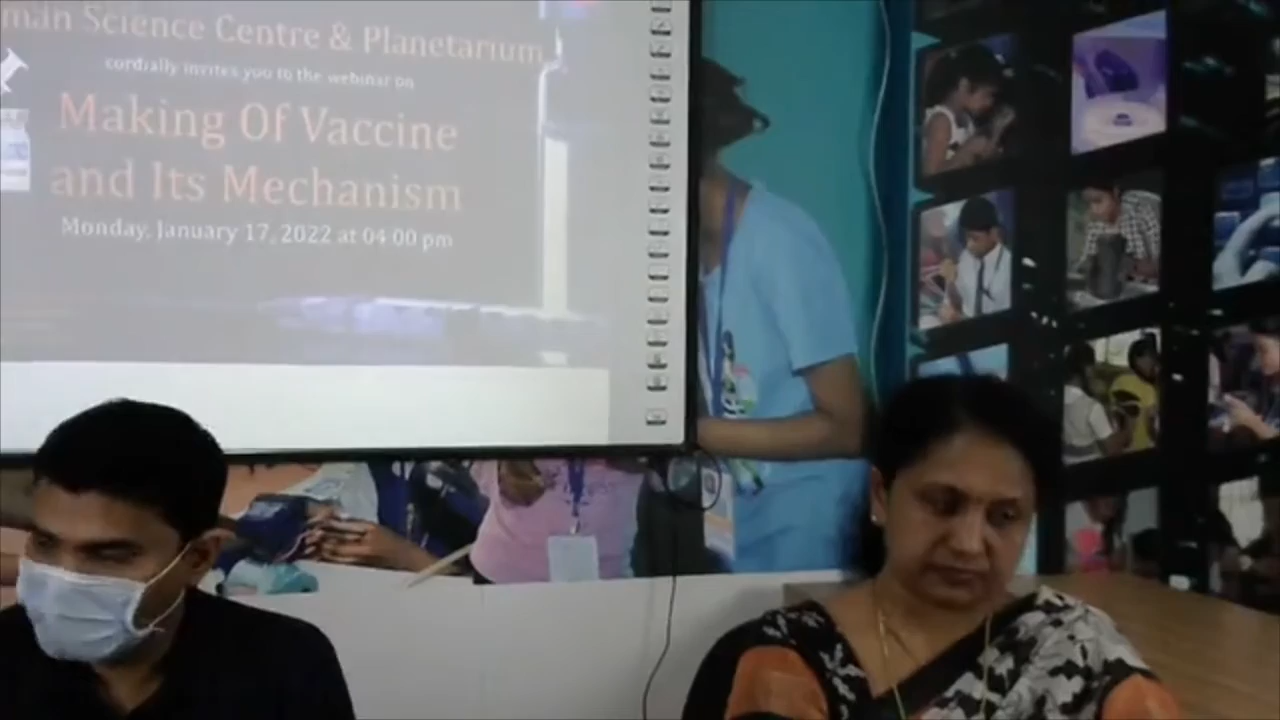 man Science Centre & Planetarium
cordially invites you to the webinar on
Making Of Vaccine
and Its Mechanism
Monday, January 17, 2022 at 04:00 pm